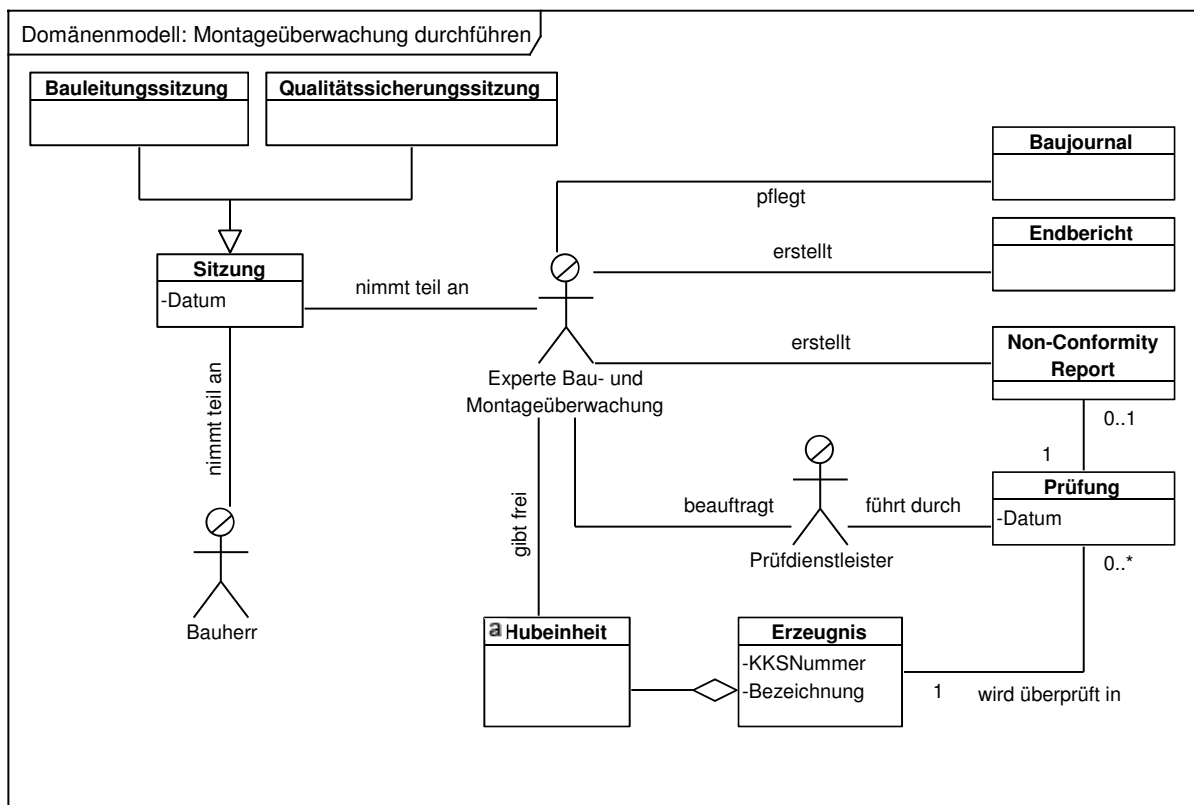 Domänenmodell: Montageüberwachung durchführen
Bauleitungssitzung
Qualitätssicherungssitzung
Baujournal
pflegt
Endbericht
erstellt
Sitzung
-Datum
nimmt teil an
Non-Conformity
Report
erstellt
Experte Bau- und
Montageüberwachung
0..1
1
nimmt teil an
gibt frei
beauftragt
führt durch
Prüfung
-Datum
Prüfdienstleister
0..*
Bauherr
a Hubeinheit
Erzeugnis
-KKSNummer
-Bezeichnung
1
wird überprüft in